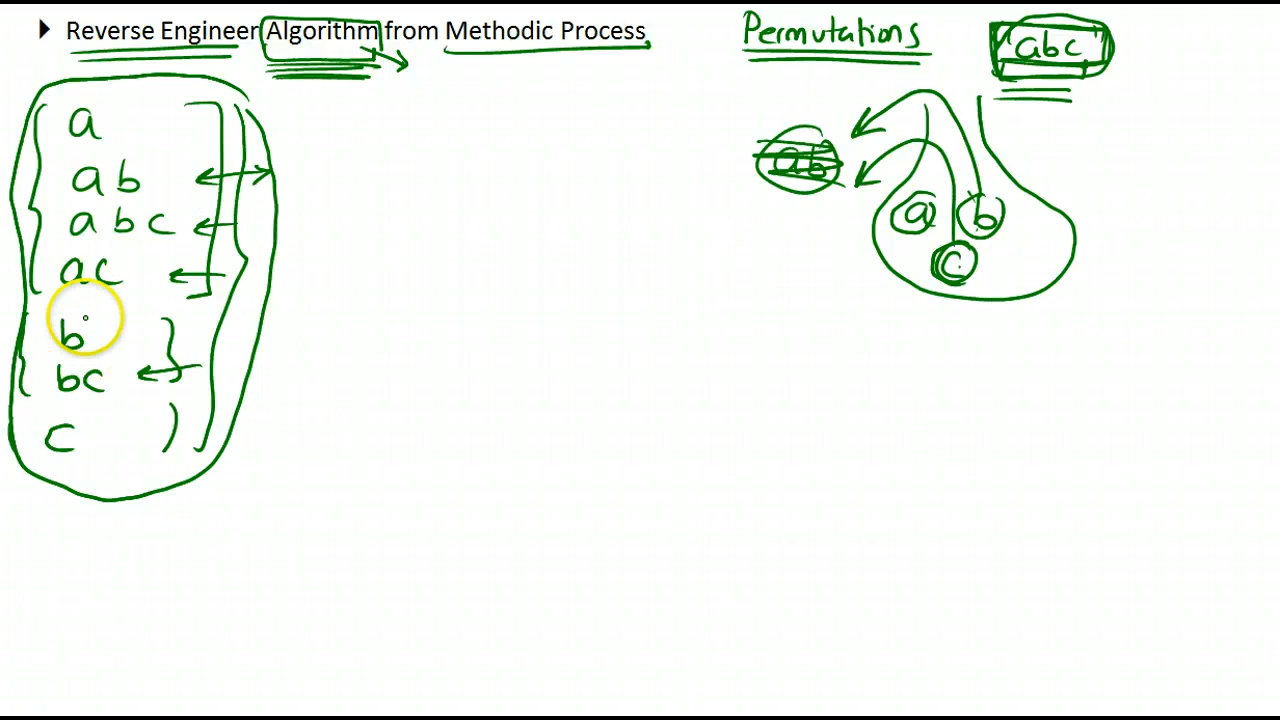 Reverse Engineer Algorithm from Methodic Process
Permutations
abc
a
ab
abc
ac
b
bc
c
ab
a b
c